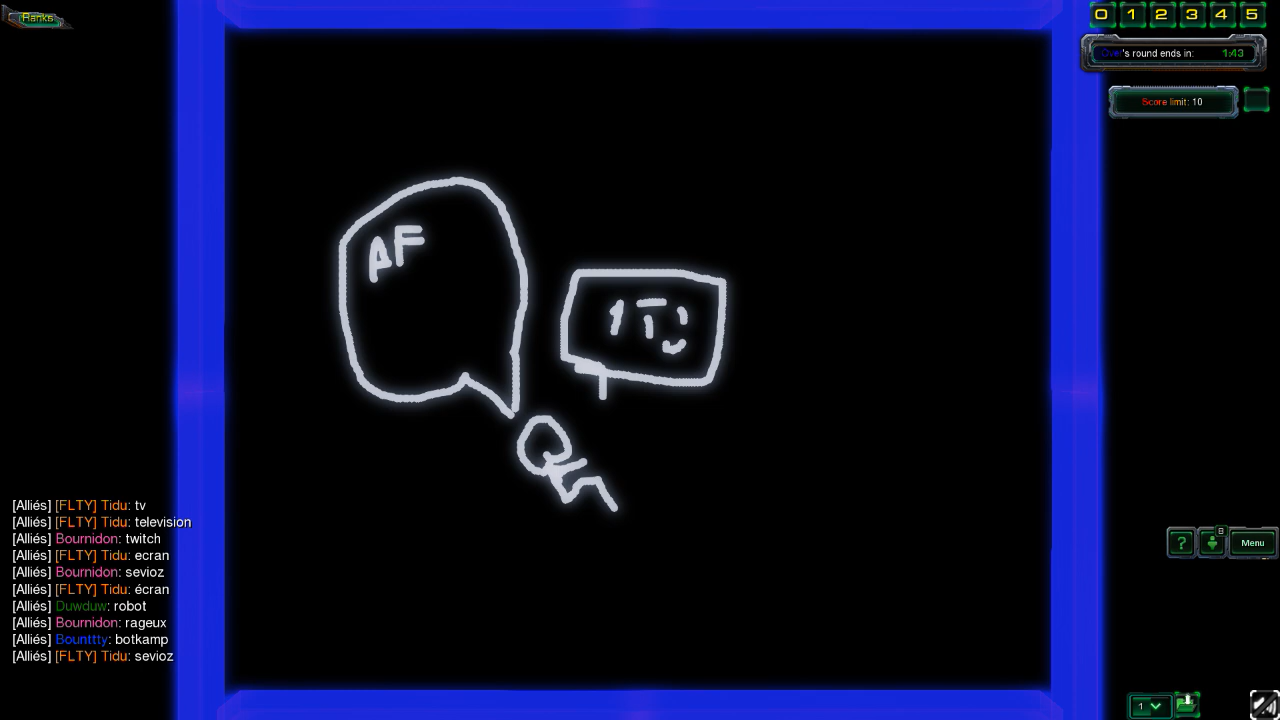 Ranks
0 1 2 3 4 5
Over's round ends in: 1:43
Score limit: 10
AF
[Alliés] [FLTY] Tidu: tv
[Alliés] [FLTY] Tidu: television
[Alliés] Bournidon: twitch
[Alliés] [FLTY] Tidu: ecran
[Alliés] Bournidon: sevioz
[Alliés] [FLTY] Tidu: écran
[Alliés] Duwduw: robot
[Alliés] Bournidon: rageux
[Alliés] Bounttty: botkamp
[Alliés] [FLTY] Tidu: sevioz
? B Menu
1